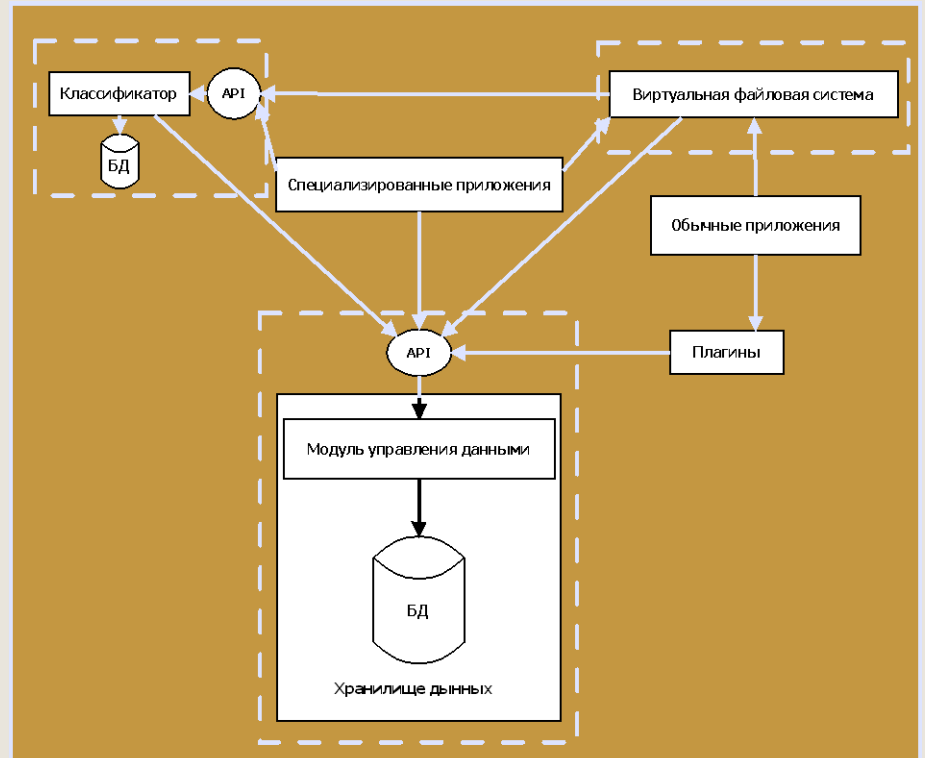 Классификатор
API
Виртуальная файловая система
БД
Специализированные приложения
Обычные приложения
API
Плагины
Модуль управления данными
БД
Хранилище дынных